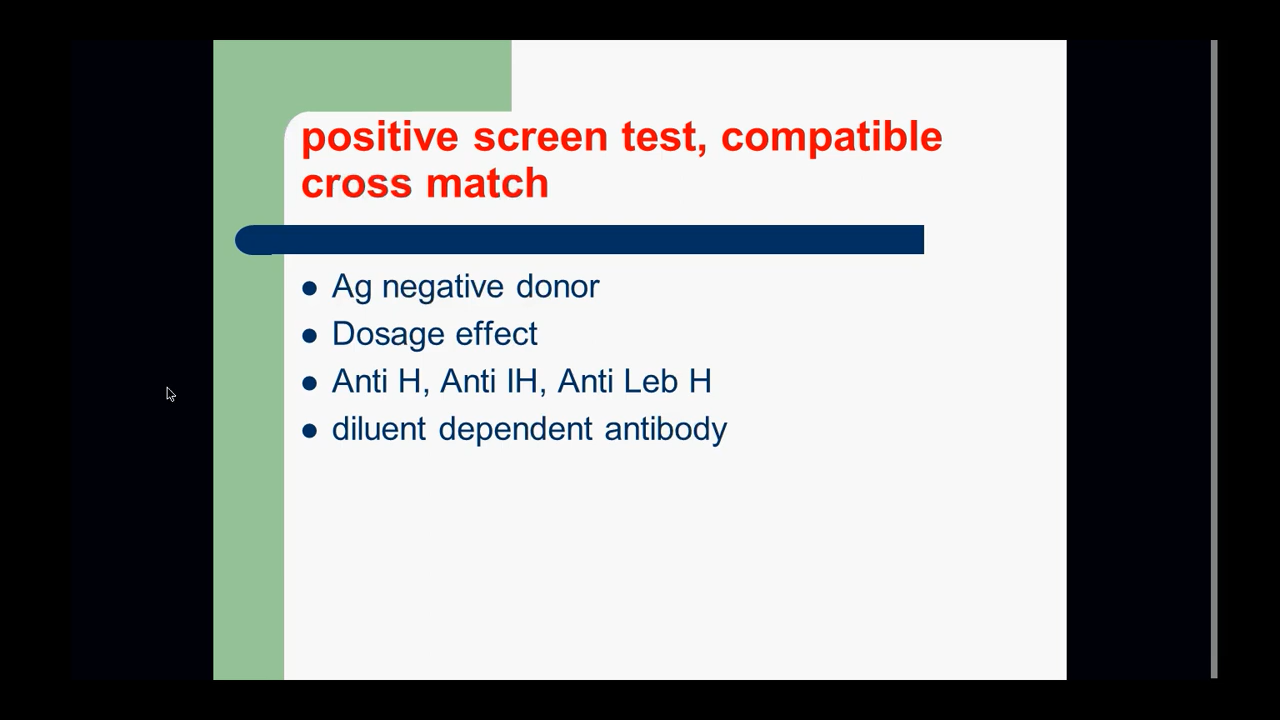 positive screen test, compatible
cross match
● Ag negative donor
● Dosage effect
● Anti H, Anti IH, Anti Leb H
● diluent dependent antibody